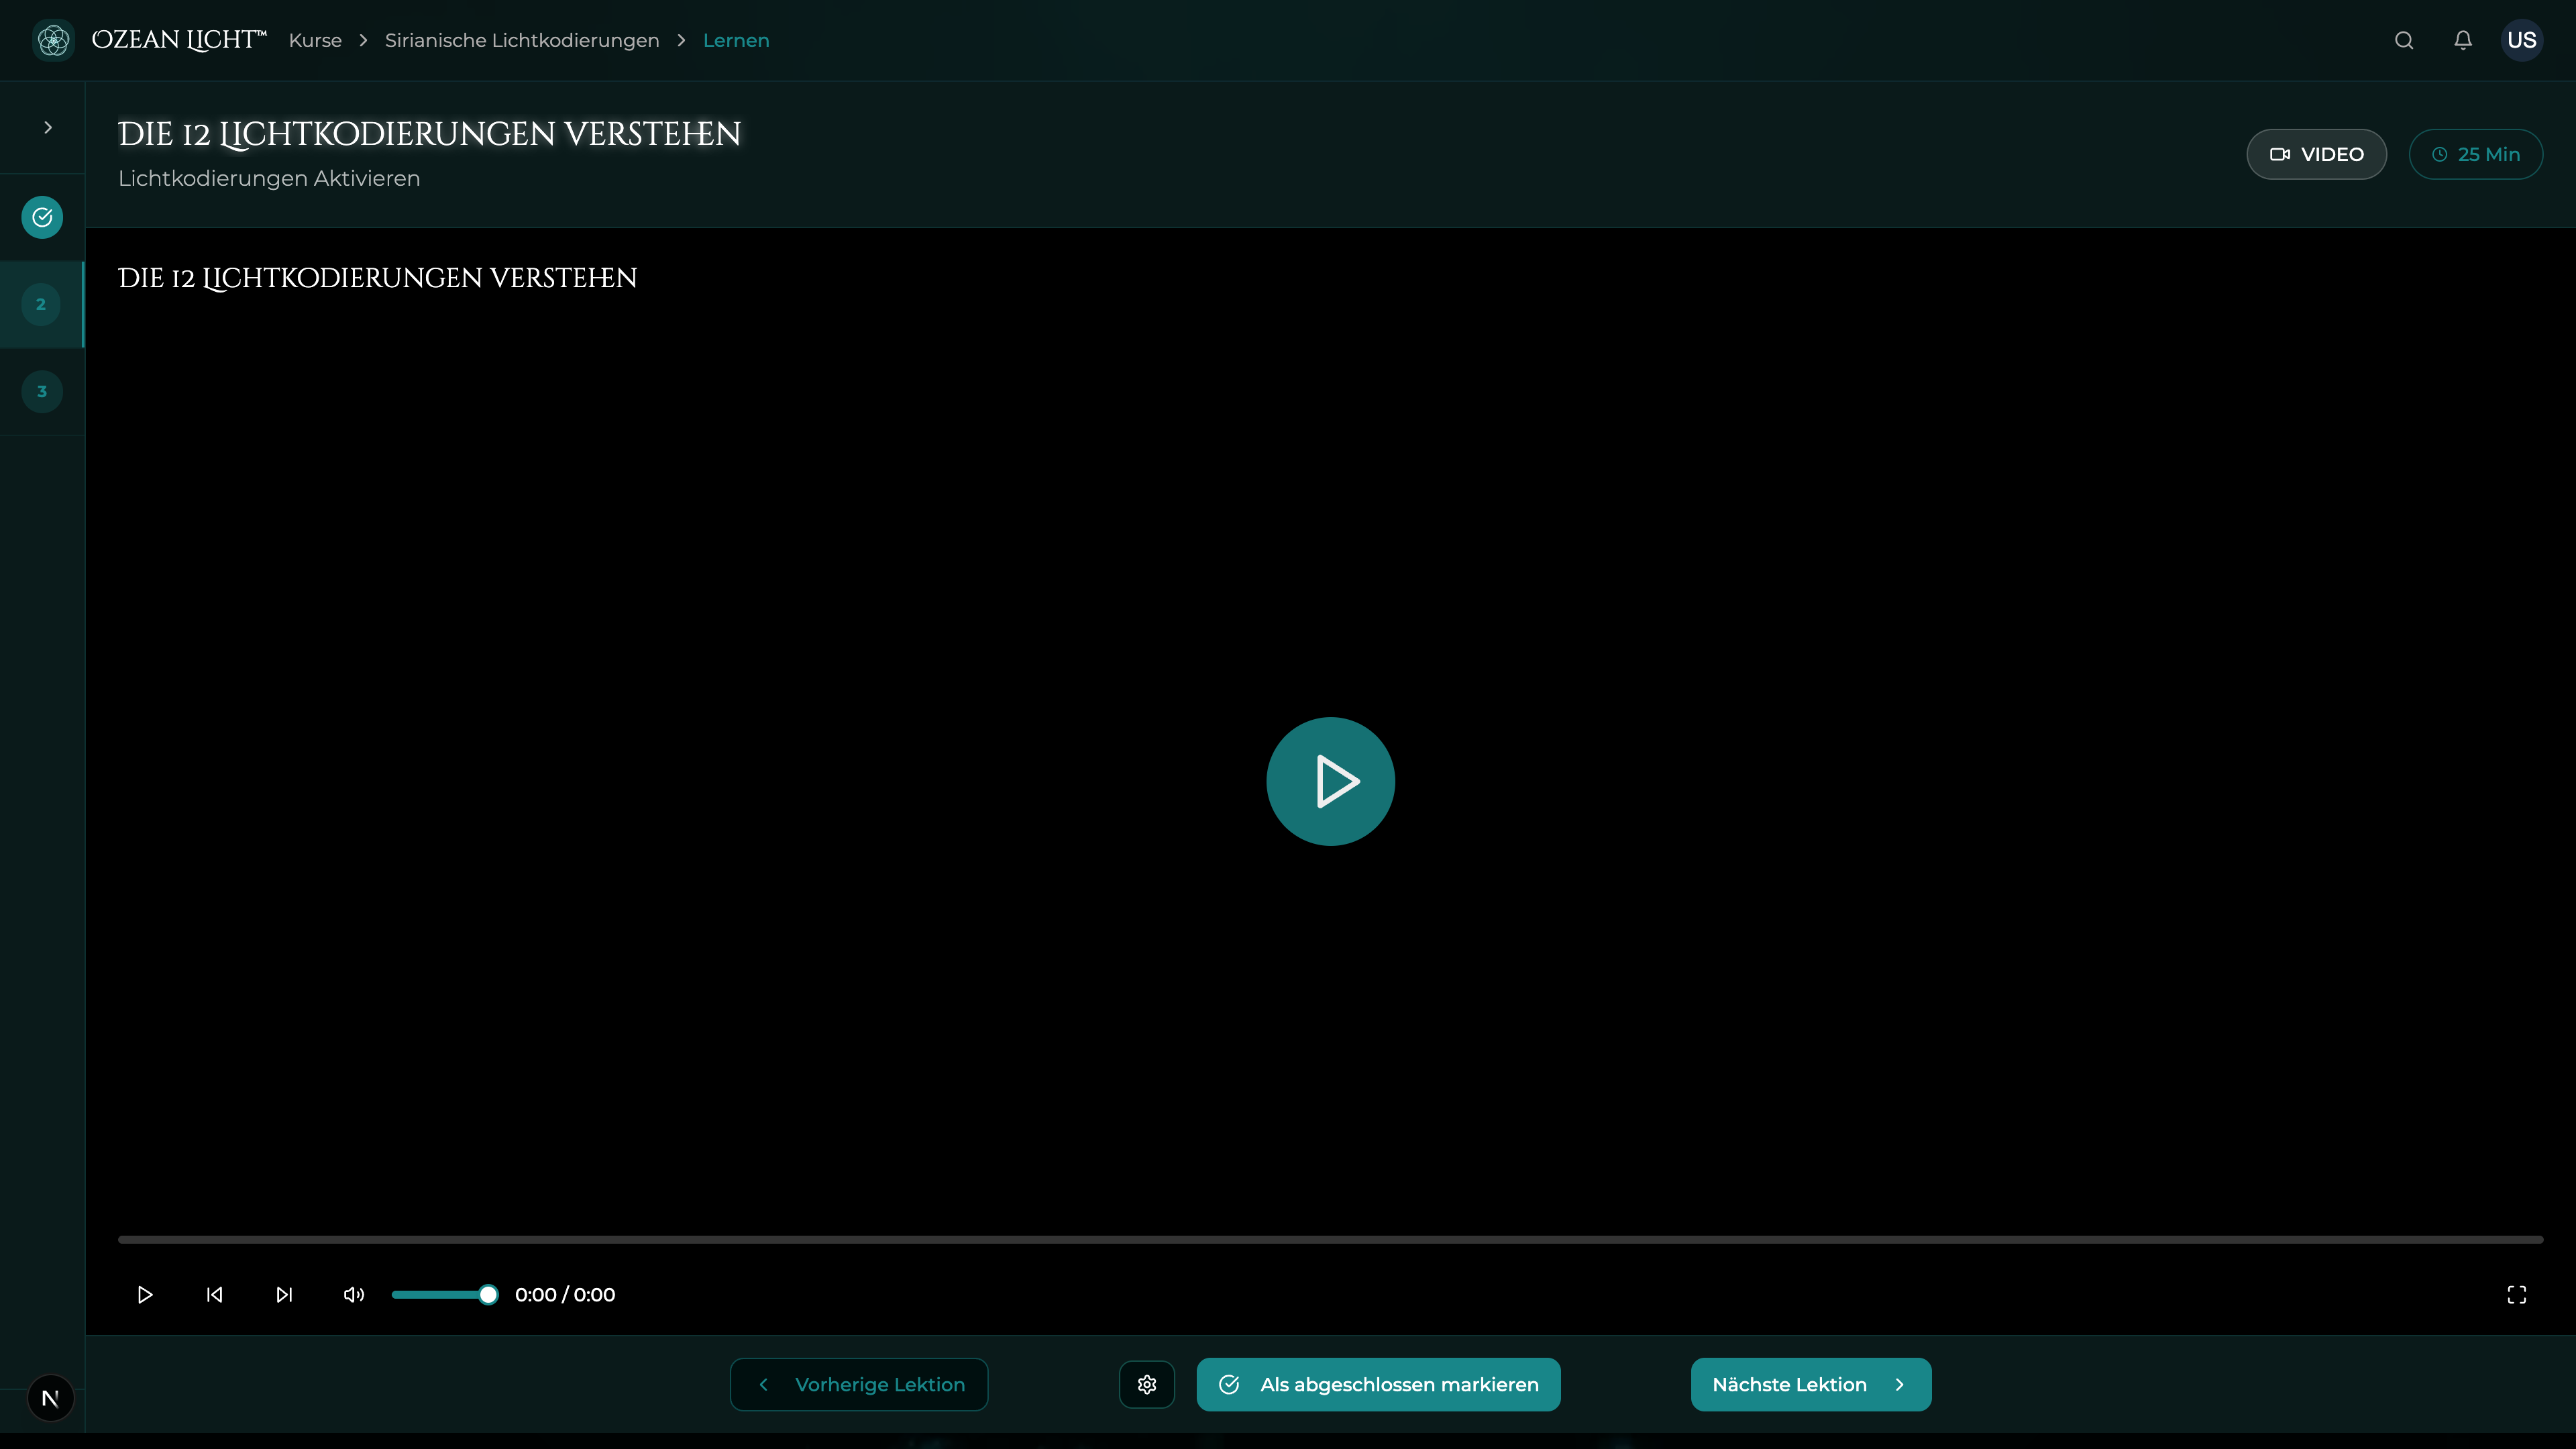 OZEAN LICHT™ Kurse Sirianische Lichtkodierungen Lernen US
DIE 12 LICHTKODIERUNGEN VERSTEHEN
Lichtkodierungen Aktivieren
VIDEO 25 Min
2
3
DIE 12 LICHTKODIERUNGEN VERSTEHEN
0:00 / 0:00
N
Vorherige Lektion Als abgeschlossen markieren Nächste Lektion